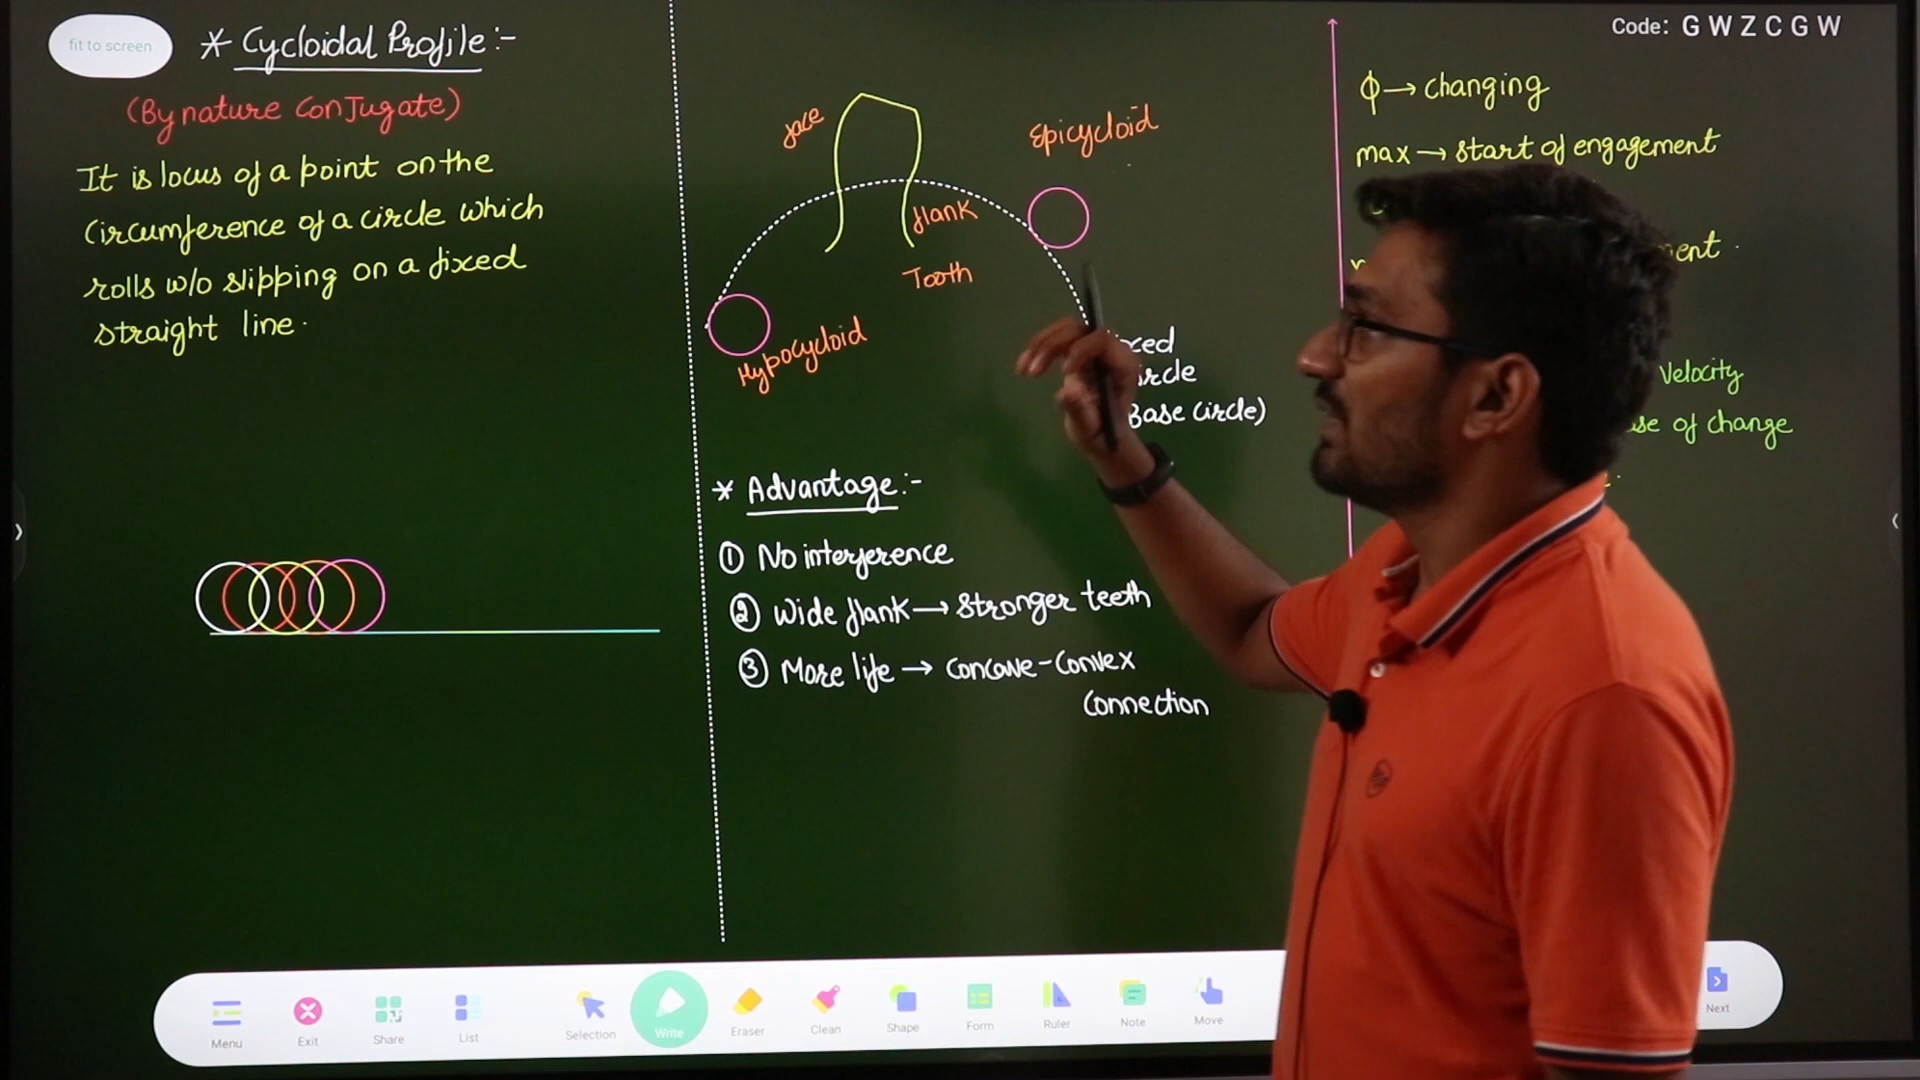 fit to screen
* Cycloidal Profile:-
(By nature Conjugate)
It is locus of a point on the
Circumference of a circle which
rolls w/o slipping on a fixed
straight line.
face
Epicycloid
flank
Tooth
Hypocycloid
Base Circle)
* Advantage:-
① No interference
② Wide flank → stronger teeth
③ More life → Concave-Convex
Connection
Code: GWZCGW
ϕ → changing
max → start of engagement
Velocity
of change
Menu
Exit
Share
List
Selection
Write
Eraser
Clean
Shape
Form
Ruler
Note
Move
Next